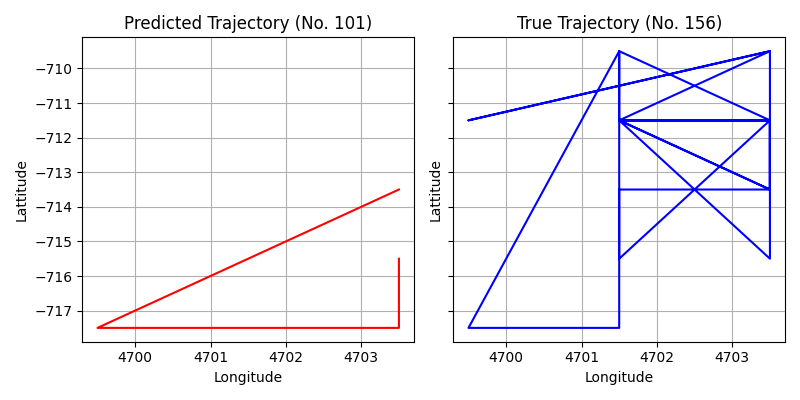 Predicted Trajectory (No. 101)
True Trajectory (No. 156)
−710
−711
−712
−713
−714
−715
−716
−717
Lattitude
Lattitude
4700 4701 4702 4703
4700 4701 4702 4703
Longitude
Longitude